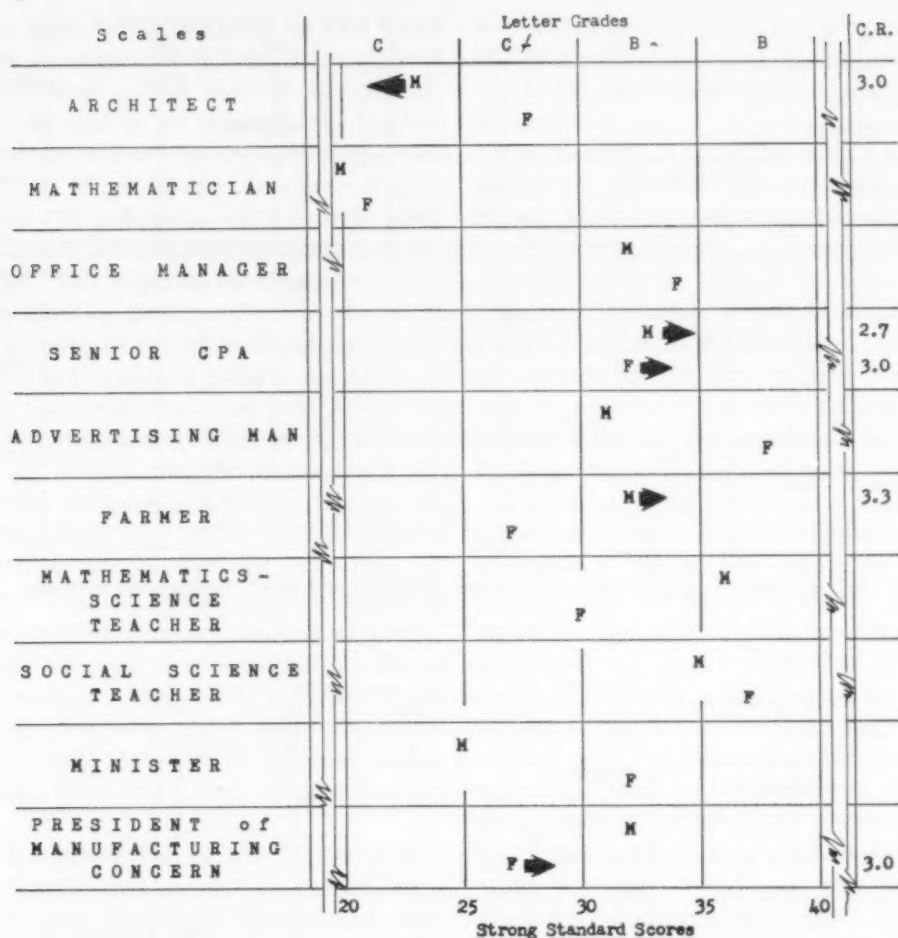 Letter Grades
Scales C C+ B- B C.R.
M 3.0
ARCHITECT
F
M
MATHEMATICIAN
F
M
OFFICE MANAGER
F
M 2.7
SENIOR CPA
F 3.0
M
ADVERTISING MAN
F
M 3.3
FARMER
F
MATHEMATICS- M
SCIENCE
F
TEACHER
SOCIAL SCIENCE M
TEACHER F
M
MINISTER
F
PRESIDENT of M
MANUFACTURING
CONCERN F 3.0
20 25 30 35 40
Strong Standard Scores